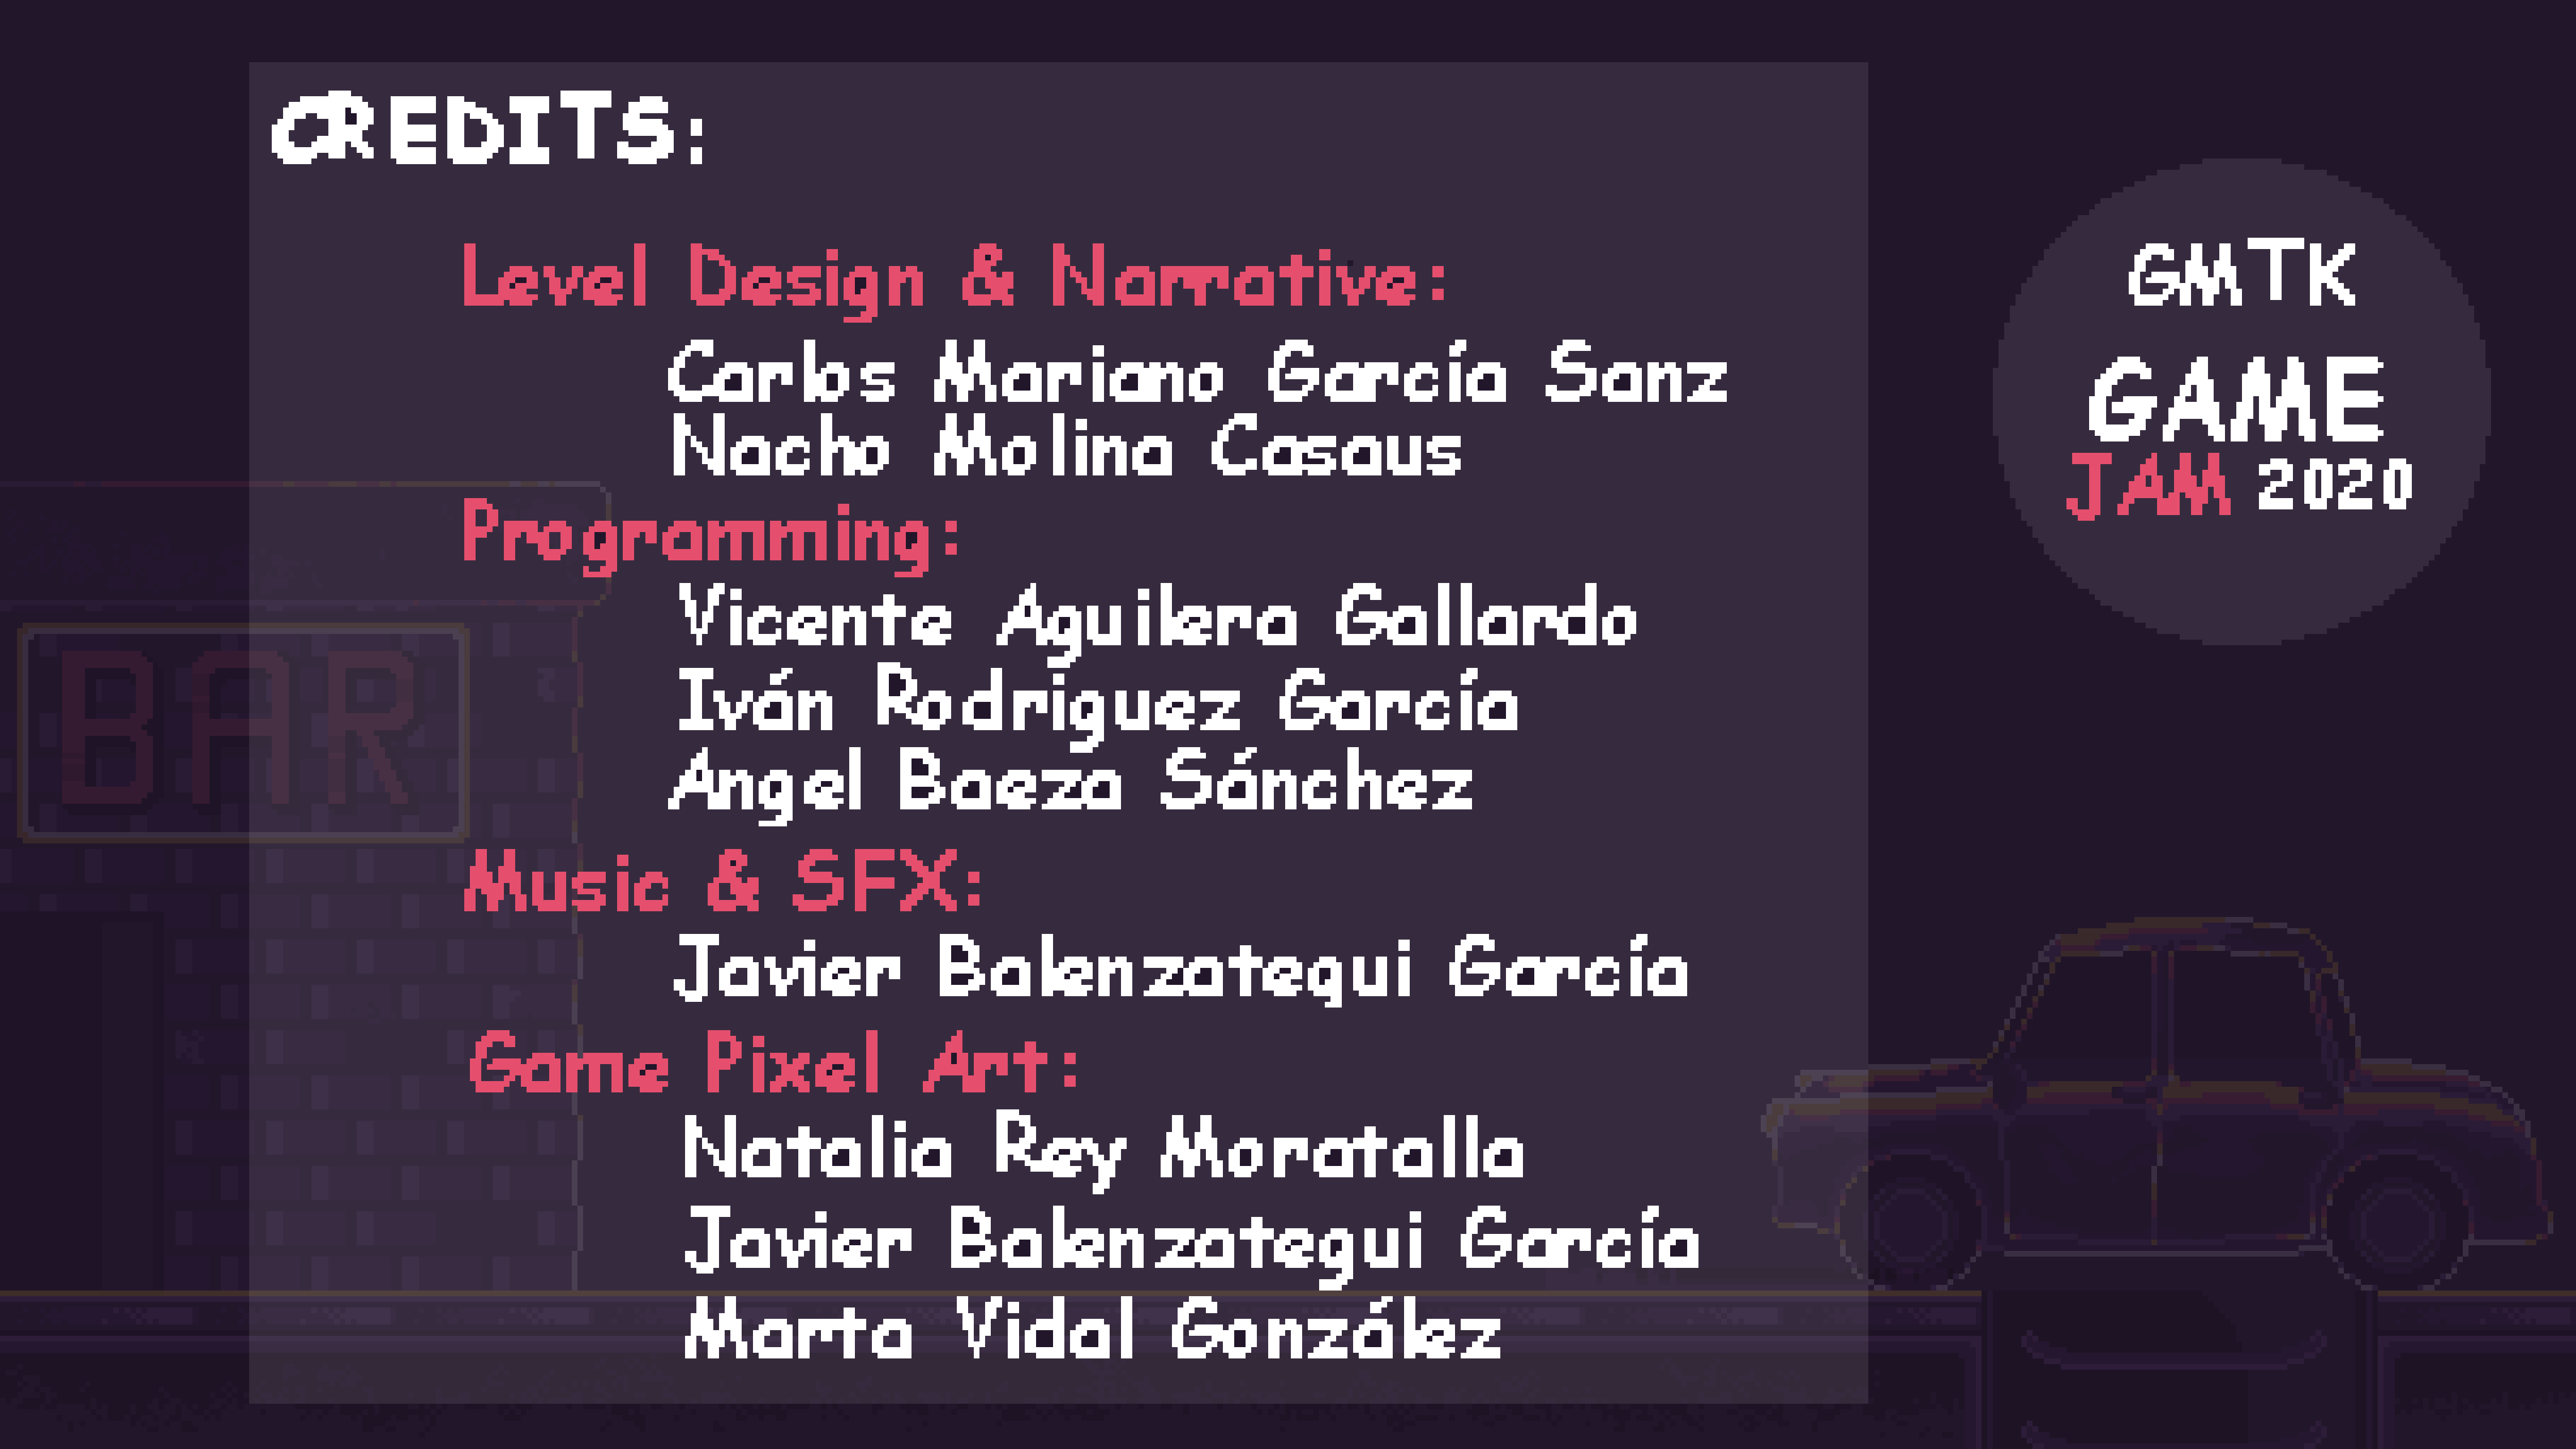 CREDITS:
Level Design & Narrative:
Carlos Mariano García Sanz
Nacho Molina Casaus
Programming:
Vicente Aguilera Gallardo
Iván Rodriguez García
Angel Baeza Sánchez
Music & SFX:
Javier Balenzategui García
Game Pixel Art:
Natalia Rey Moratalla
Javier Balenzategui García
Marta Vidal González
GMTK
GAME
JAM 2020
BAR